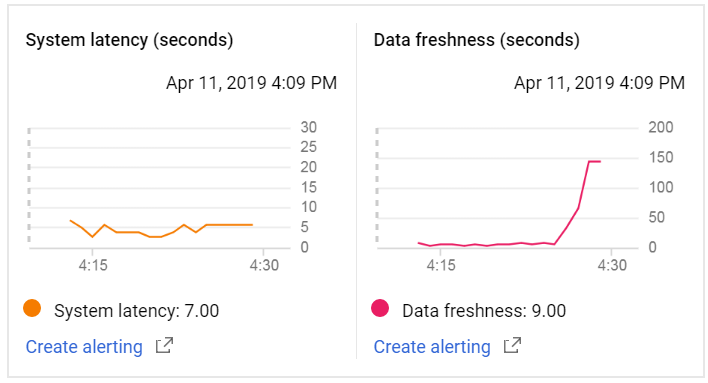 System latency (seconds)
Apr 11, 2019 4:09 PM
30
25
20
15
10
5
0
4:15
4:30
System latency: 7.00
Create alerting
Data freshness (seconds)
Apr 11, 2019 4:09 PM
200
150
100
50
0
4:15
4:30
Data freshness: 9.00
Create alerting